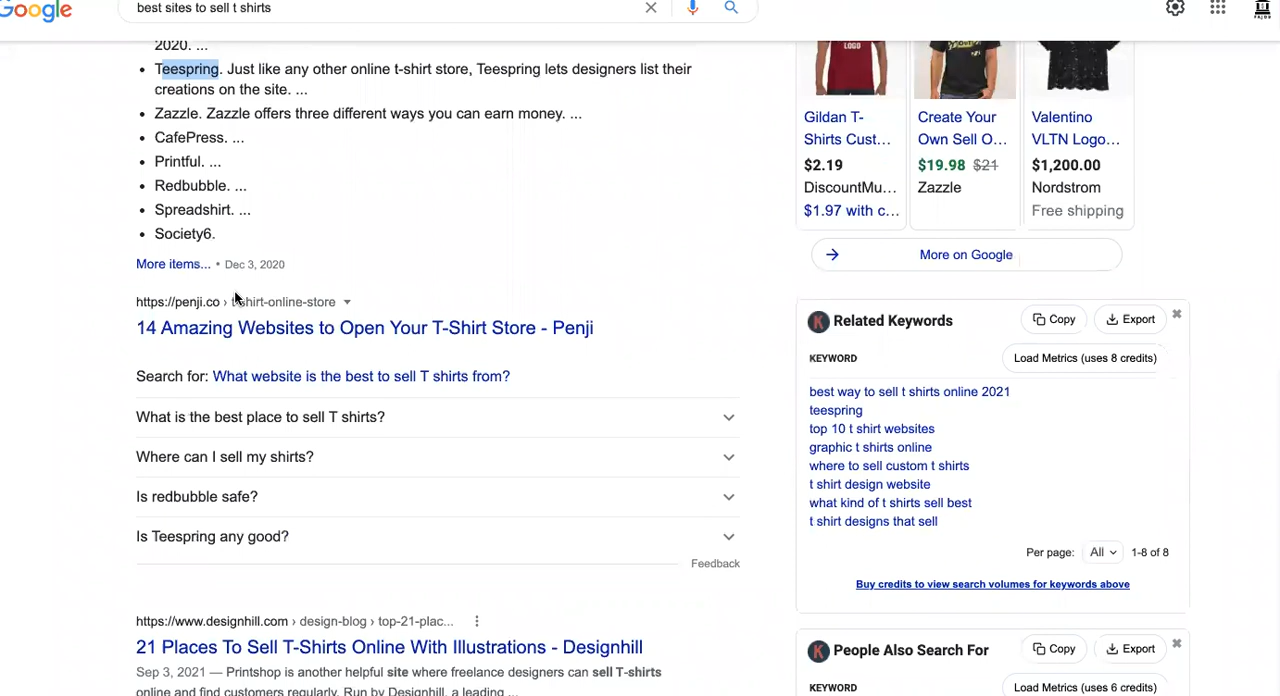 Google
best sites to sell t shirts
2020. ...
Teespring. Just like any other online t-shirt store, Teespring lets designers list their
creations on the site. ...
Zazzle. Zazzle offers three different ways you can earn money. ...
CafePress. ...
Printful. ...
Redbubble. ...
Spreadshirt. ...
Society6.
More items... • Dec 3, 2020
https://penji.co › t-shirt-online-store
14 Amazing Websites to Open Your T-Shirt Store - Penji
Search for: What website is the best to sell T shirts from?
What is the best place to sell T shirts?
Where can I sell my shirts?
Is redbubble safe?
Is Teespring any good?
Feedback
https://www.designhill.com › design-blog › top-21-plac...
21 Places To Sell T-Shirts Online With Illustrations - Designhill
Sep 3, 2021 — Printshop is another helpful site where freelance designers can sell T-shirts
online and find customers regularly. Run by Designhill, a leading ...
LOGO
Gildan T-
Shirts Cust...
$2.19
DiscountMu...
$1.97 with c...
Create Your
Own Sell O...
$19.98 $21
Zazzle
Valentino
VLTN Logo...
$1,200.00
Nordstrom
Free shipping
More on Google
K Related Keywords
Copy
Export
KEYWORD
Load Metrics (uses 8 credits)
best way to sell t shirts online 2021
teespring
top 10 t shirt websites
graphic t shirts online
where to sell custom t shirts
t shirt design website
what kind of t shirts sell best
t shirt designs that sell
Per page: All 1-8 of 8
Buy credits to view search volumes for keywords above
K People Also Search For
Copy
Export
KEYWORD
Load Metrics (uses 6 credits)